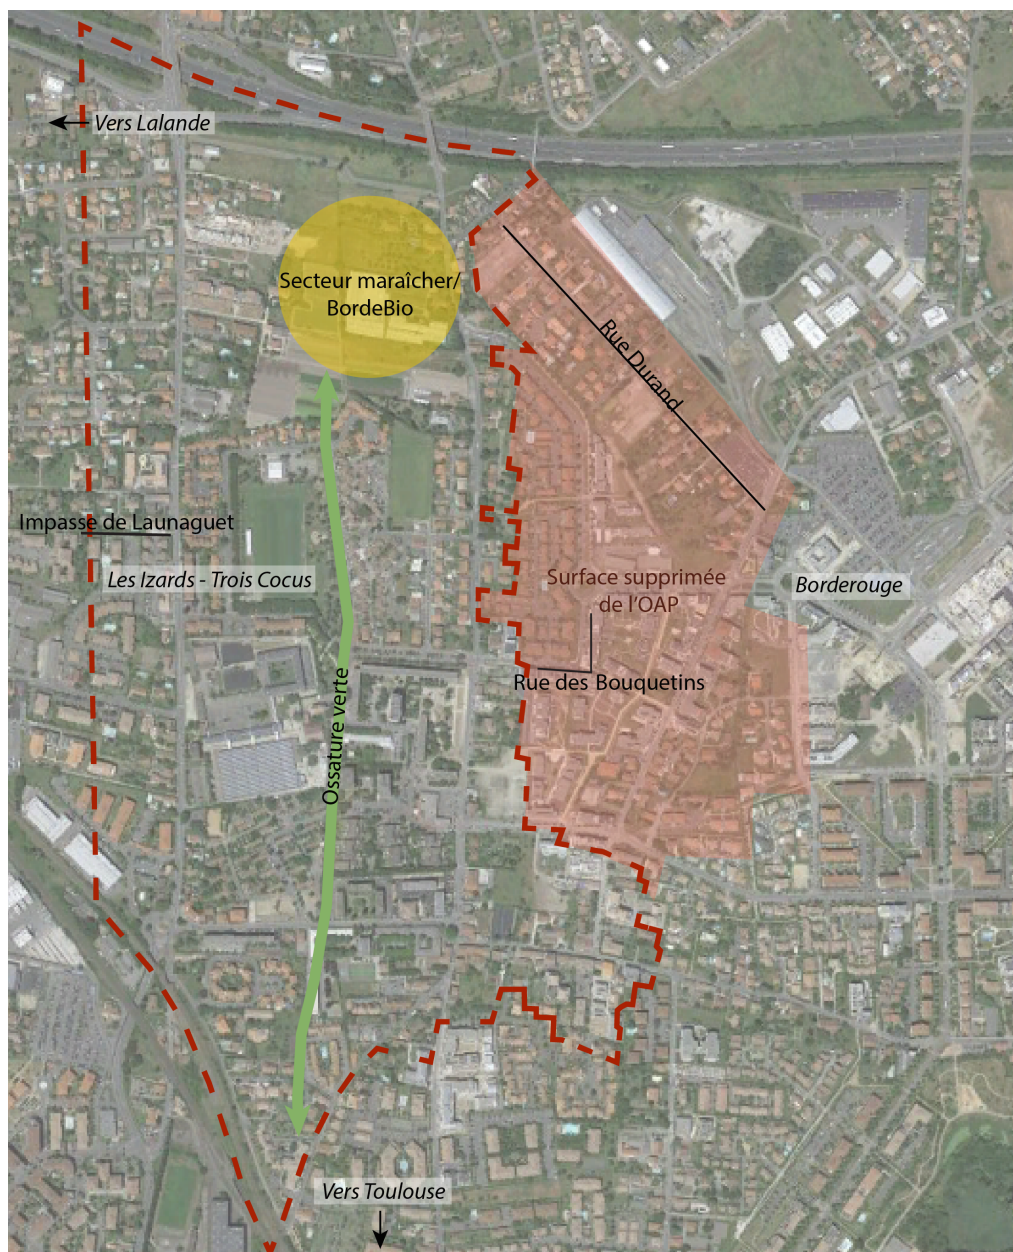 Vers Lalande
Secteur maraîcher/
BordeBio
Rue Durand
Impasse de Launaguet
Les Izards - Trois Cocus
Surface supprimée
de l'OAP
Borderouge
Rue des Bouquetins
Ossature verte
Vers Toulouse